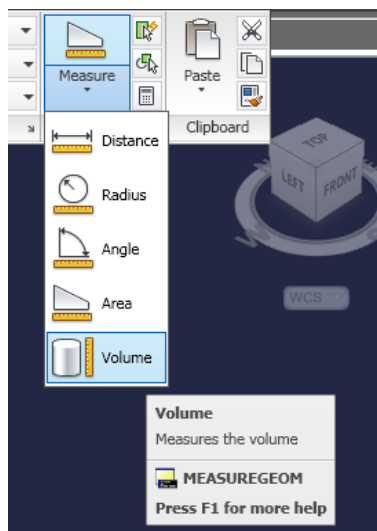 Measure
Paste
Clipboard
Distance
Radius
Angle
Area
Volume
TOP
LEFT
FRONT
W
S
WCS
Volume
Measures the volume
MEASUREGEOM
Press F1 for more help